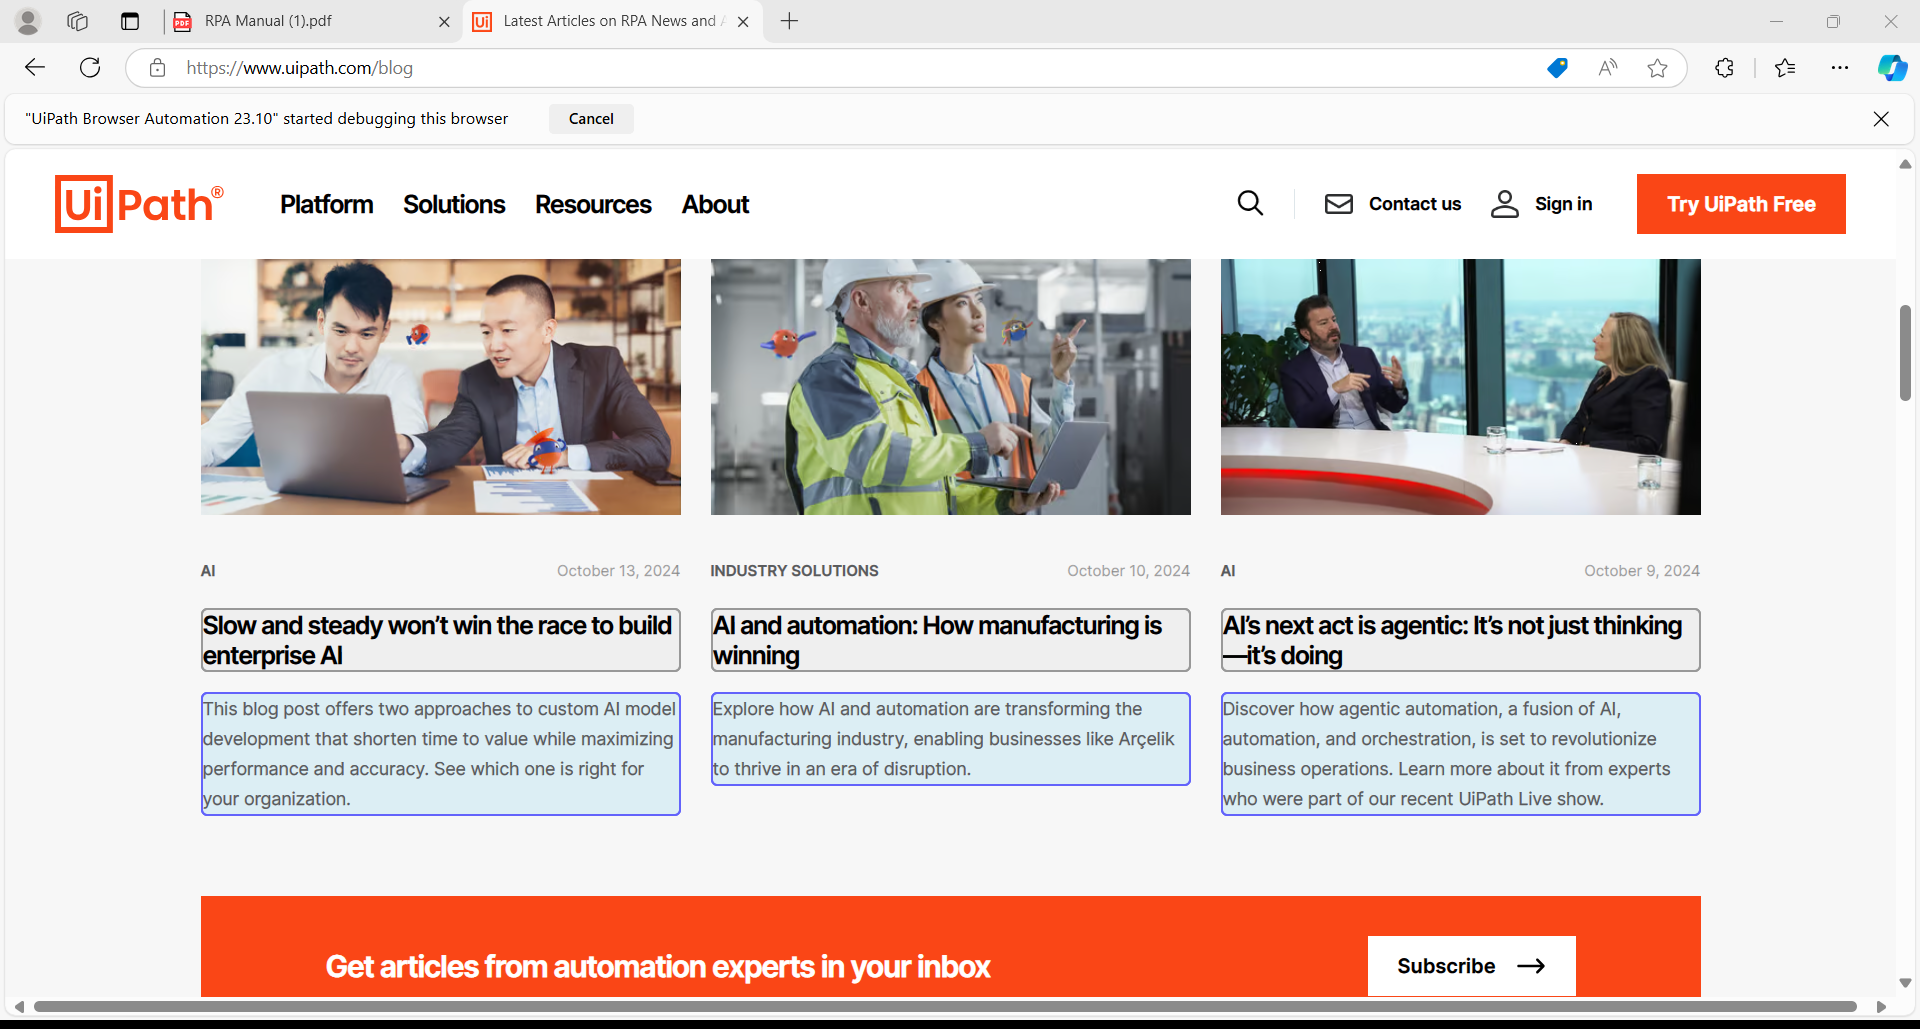 RPA Manual (1).pdf
Latest Articles on RPA News and
https://www.uipath.com/blog
"UiPath Browser Automation 23.10" started debugging this browser
Cancel
UiPath®
Platform
Solutions
Resources
About
Contact us
Sign in
Try UiPath Free
AI
October 13, 2024
Slow and steady won’t win the race to build
enterprise AI
This blog post offers two approaches to custom AI model
development that shorten time to value while maximizing
performance and accuracy. See which one is right for
your organization.
INDUSTRY SOLUTIONS
October 10, 2024
AI and automation: How manufacturing is
winning
Explore how AI and automation are transforming the
manufacturing industry, enabling businesses like Arçelik
to thrive in an era of disruption.
AI
October 9, 2024
AI’s next act is agentic: It’s not just thinking
—it’s doing
Discover how agentic automation, a fusion of AI,
automation, and orchestration, is set to revolutionize
business operations. Learn more about it from experts
who were part of our recent UiPath Live show.
Get articles from automation experts in your inbox
Subscribe